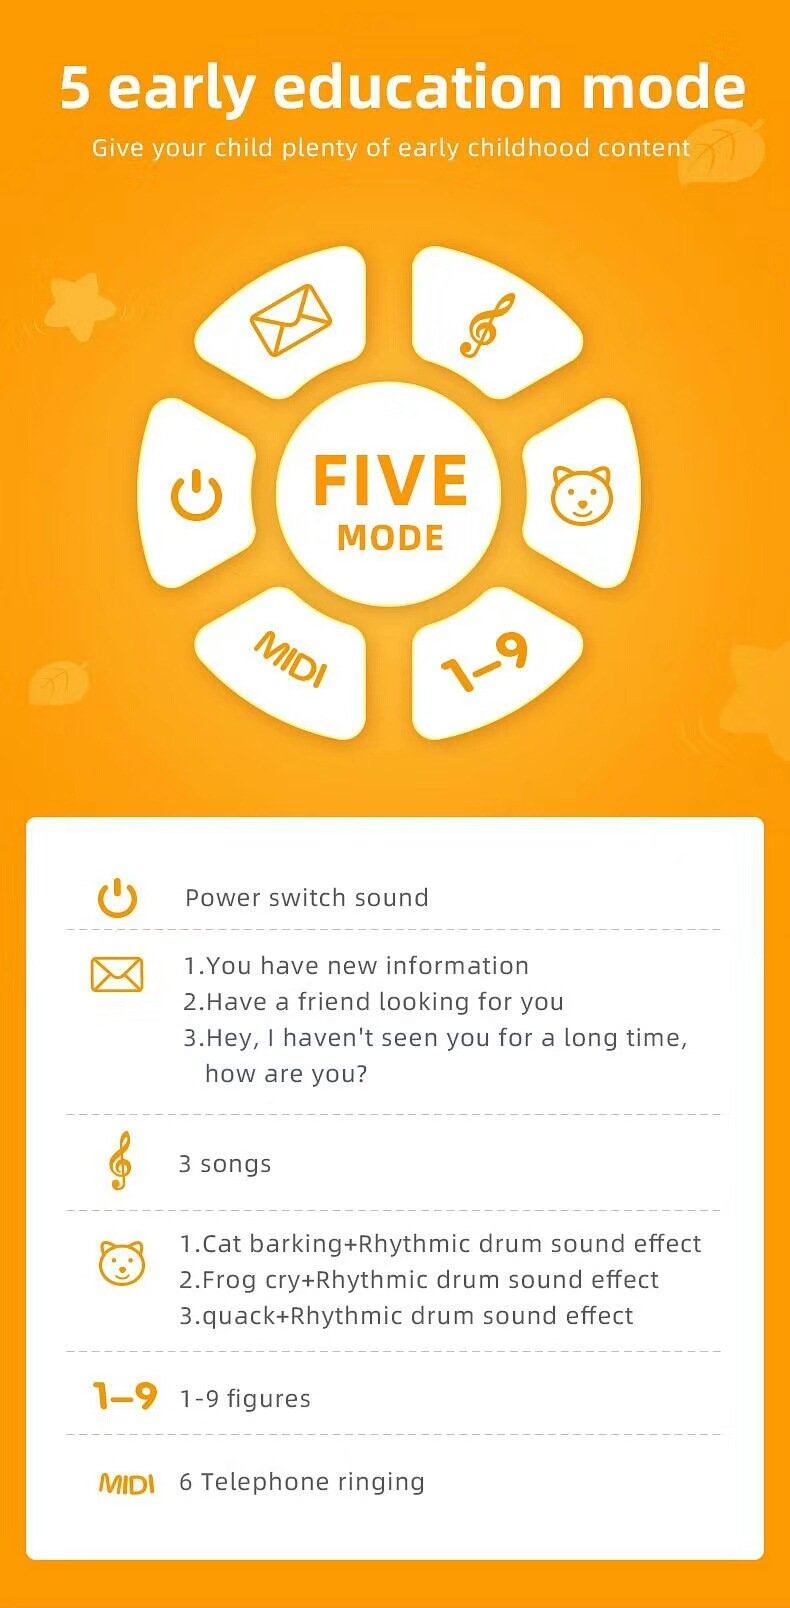 5 early education mode
Give your child plenty of early childhood content
FIVE
MODE
MIDI
1-9
Power switch sound
1.You have new information
2.Have a friend looking for you
3.Hey, I haven't seen you for a long time,
how are you?
3 songs
1.Cat barking+Rhythmic drum sound effect
2.Frog cry+Rhythmic drum sound effect
3.quack+Rhythmic drum sound effect
1-9 1-9 figures
MIDI 6 Telephone ringing